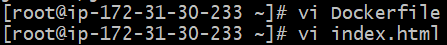 [root@ip-172-31-30-233 ~]# vi Dockerfile
[root@ip-172-31-30-233 ~]# vi index.html